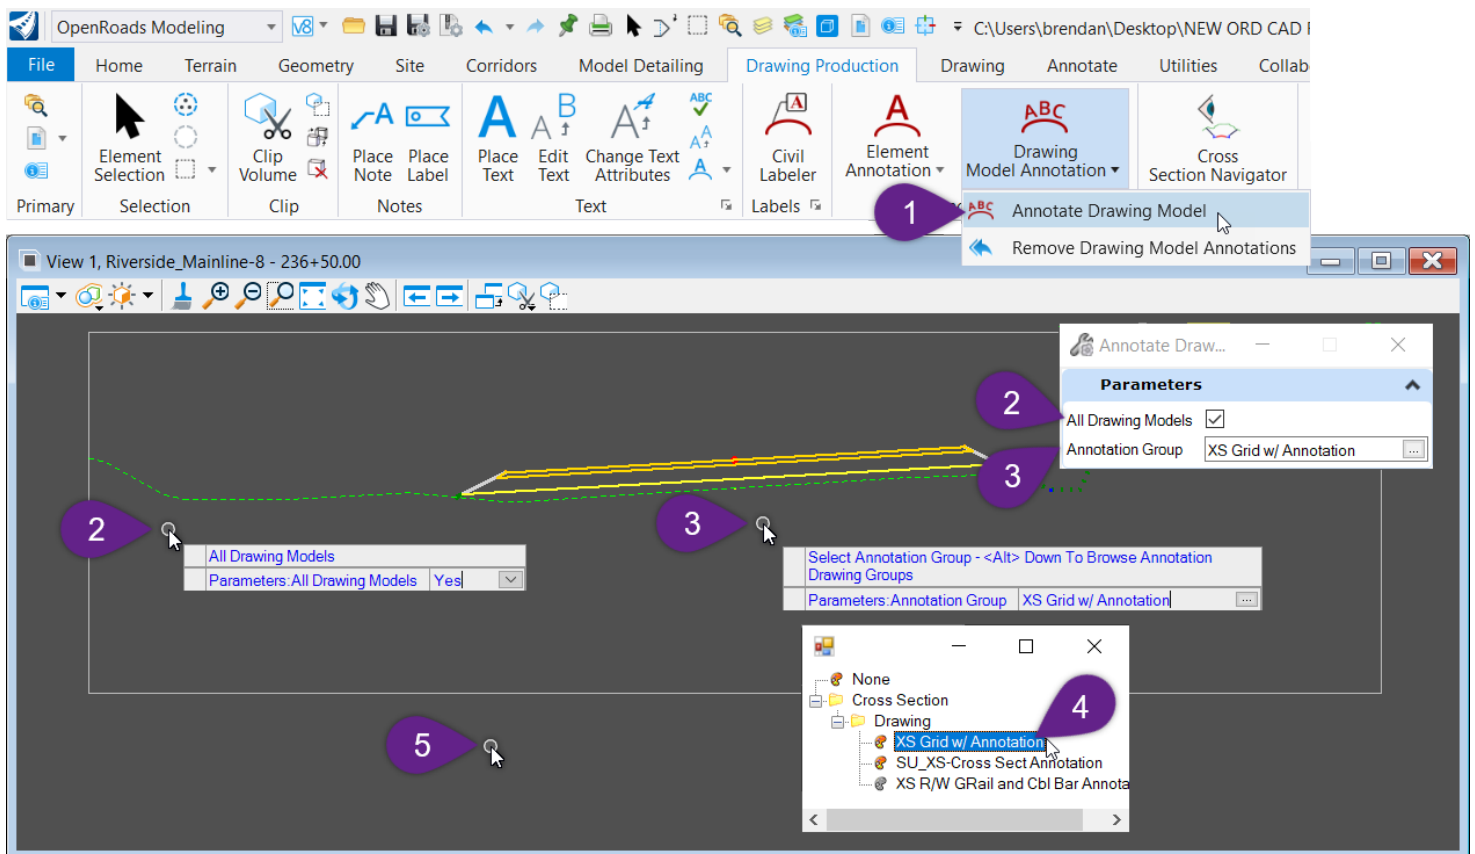 OpenRoads Modeling
V8
C:\Users\brendan\Desktop\NEW ORD CAD
File Home Terrain Geometry Site Corridors Model Detailing Drawing Production Drawing Annotate Utilities Collab
Element
Selection
Clip
Volume
Place
Note
Place
Label
Place
Text
Edit
Text
Change Text
Attributes
ABC
Civil
Labeler
Element
Annotation
ABC
Drawing
Model Annotation
Cross
Section Navigator
Primary Selection Clip Notes Text Labels
1
ABC
Annotate Drawing Model
Remove Drawing Model Annotations
View 1, Riverside_Mainline-8 - 236+50.00
Annotate Draw...
Parameters
2
All Drawing Models
Annotation Group XS Grid w/ Annotation ...
3
2
All Drawing Models
Parameters:All Drawing Models Yes
3
Select Annotation Group - <Alt> Down To Browse Annotation
Drawing Groups
Parameters:Annotation Group XS Grid w/ Annotation ...
None
Cross Section
Drawing
XS Grid w/ Annotation
4
SU_XS-Cross Sect Annotation
XS R/W GRail and Cbl Bar Annota
5